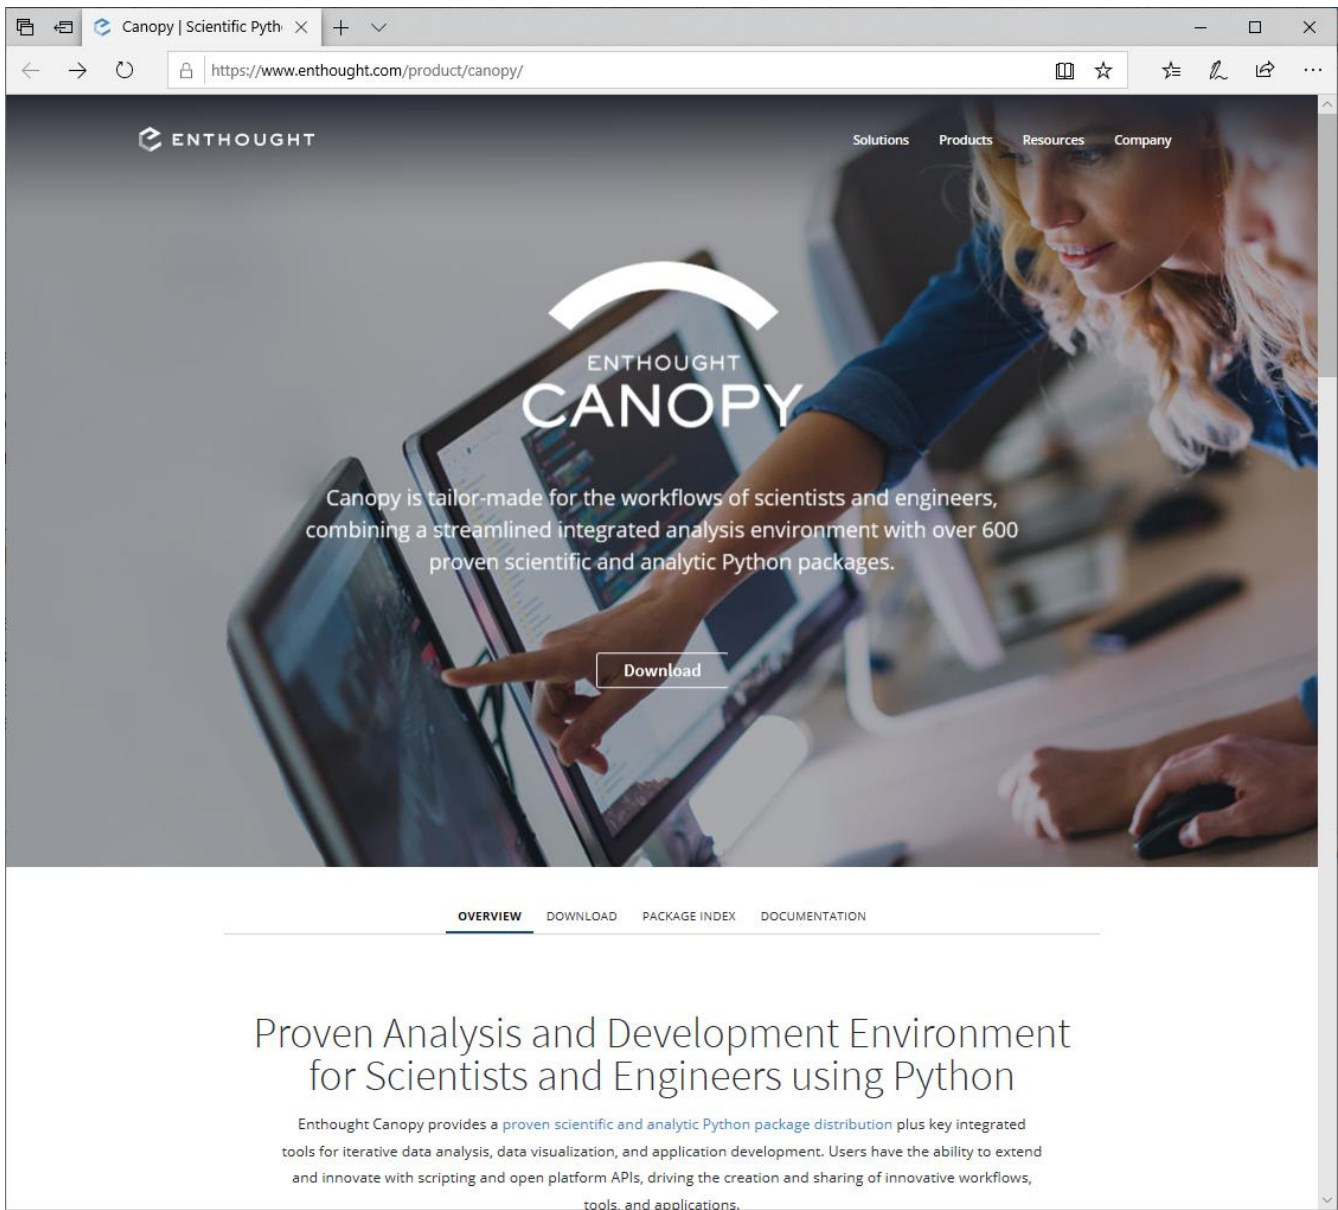 Canopy | Scientific Pyth
https://www.enthought.com/product/canopy/
ENTHOUGHT
Solutions Products Resources Company
ENTHOUGHT
CANOPY
Canopy is tailor-made for the workflows of scientists and engineers,
combining a streamlined integrated analysis environment with over 600
proven scientific and analytic Python packages.
Download
OVERVIEW DOWNLOAD PACKAGE INDEX DOCUMENTATION
Proven Analysis and Development Environment
for Scientists and Engineers using Python
Enthought Canopy provides a proven scientific and analytic Python package distribution plus key integrated
tools for iterative data analysis, data visualization, and application development. Users have the ability to extend
and innovate with scripting and open platform APIs, driving the creation and sharing of innovative workflows,
tools, and applications.